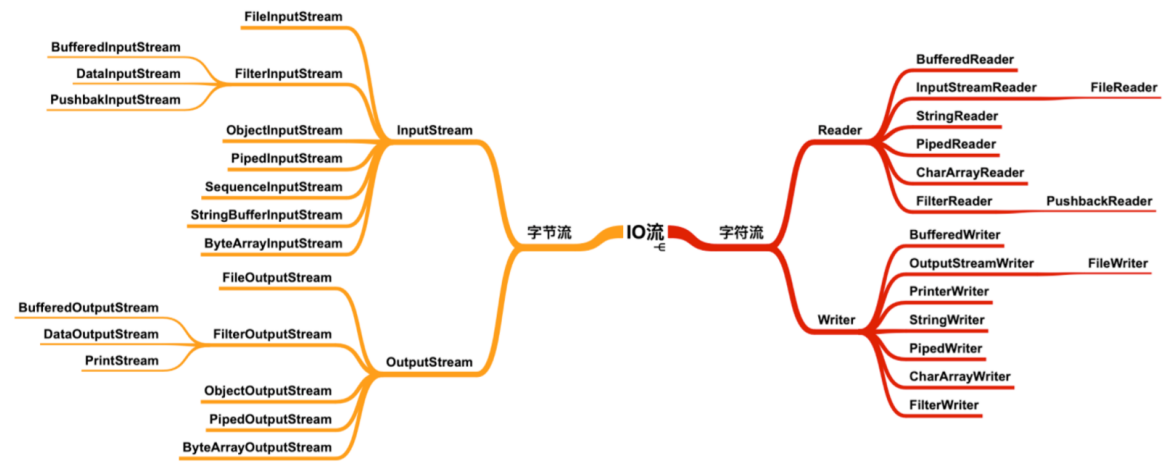 IO流
字节流
InputStream
FileInputStream
FilterInputStream
BufferedInputStream
DataInputStream
PushbakInputStream
ObjectInputStream
PipedInputStream
SequenceInputStream
StringBufferInputStream
ByteArrayInputStream
OutputStream
FileOutputStream
FilterOutputStream
BufferedOutputStream
DataOutputStream
PrintStream
ObjectOutputStream
PipedOutputStream
ByteArrayOutputStream
字符流
Reader
BufferedReader
InputStreamReader
FileReader
StringReader
PipedReader
CharArrayReader
FilterReader
PushbackReader
Writer
BufferedWriter
OutputStreamWriter
FileWriter
PrinterWriter
StringWriter
PipedWriter
CharArrayWriter
FilterWriter